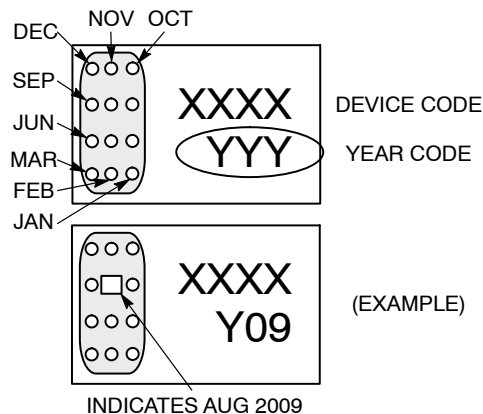 NOV OCT
DEC
SEP
JUN
MAR
FEB
JAN
XXXX DEVICE CODE
YYY YEAR CODE
XXXX
Y09
(EXAMPLE)
INDICATES AUG 2009